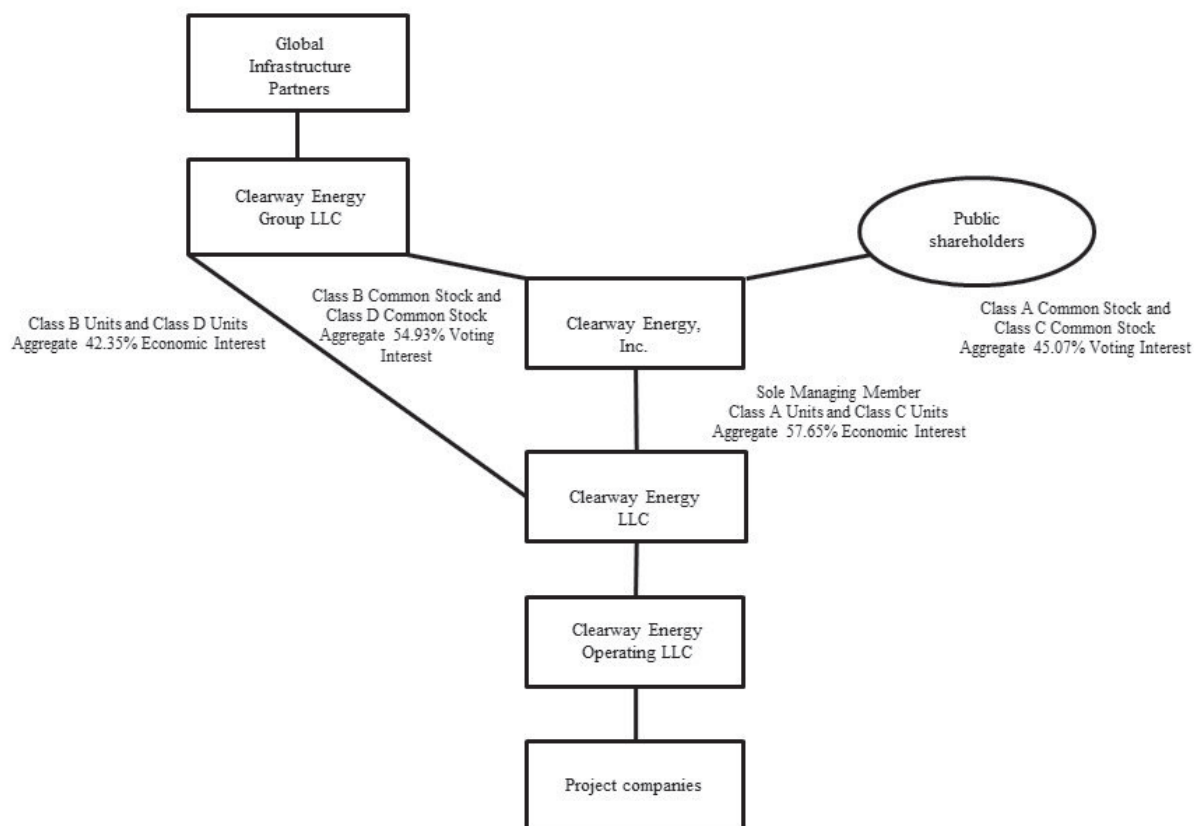 Global
Infrastructure
Partners
Clearway Energy
Group LLC
Public
shareholders
Class B Units and Class D Units
Aggregate 42.35% Economic Interest
Class B Common Stock and
Class D Common Stock
Aggregate 54.93% Voting
Interest
Clearway Energy,
Inc.
Class A Common Stock and
Class C Common Stock
Aggregate 45.07% Voting Interest
Sole Managing Member
Class A Units and Class C Units
Aggregate 57.65% Economic Interest
Clearway Energy
LLC
Clearway Energy
Operating LLC
Project companies